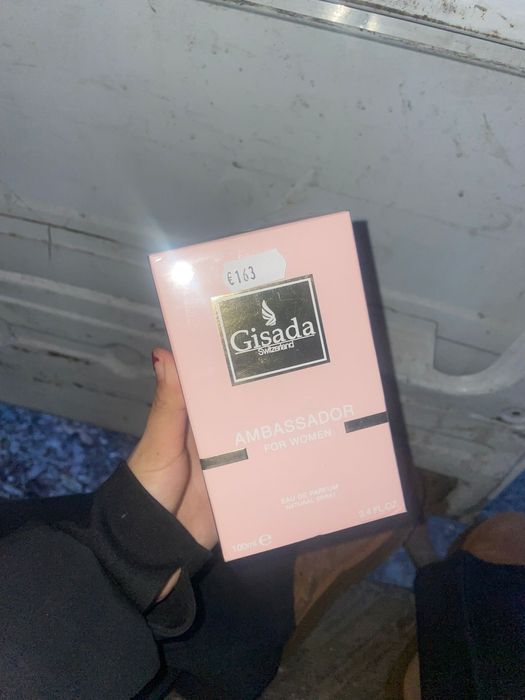 €163
Gisada
Switzerland
AMBASSADOR
FOR WOMEN
EAU DE PARFUM
NATURAL SPRAY
100ml e
3.4 FL.OZ